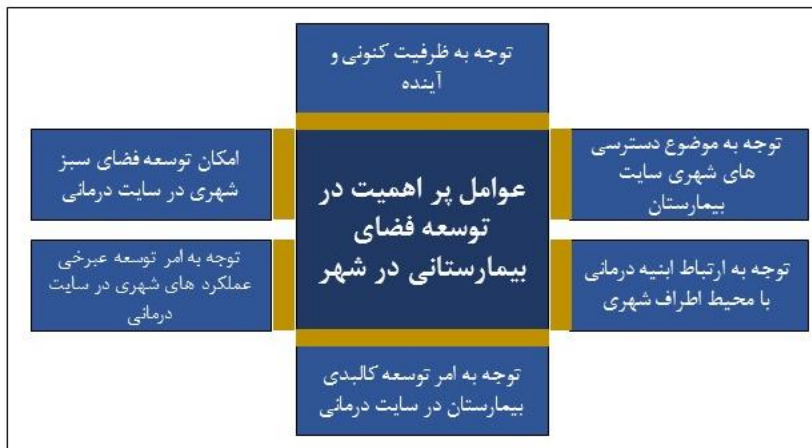 توجه به ظرفیت کنونی و
آینده
توجه به موضوع دسترسی
های شهری سایت
بیمارستان
امکان توسعه فضای سبز
شهری در سایت درمانی
عوامل پر اهمیت در
توسعه فضای
بیمارستانی در شهر
توجه به ارتباط ابنیه درمانی
با محیط اطراف شهری
توجه به امر توسعه عبرخی
عملکرد های شهری در سایت
درمانی
توجه به امر توسعه کالبدی
بیمارستان در سایت درمانی